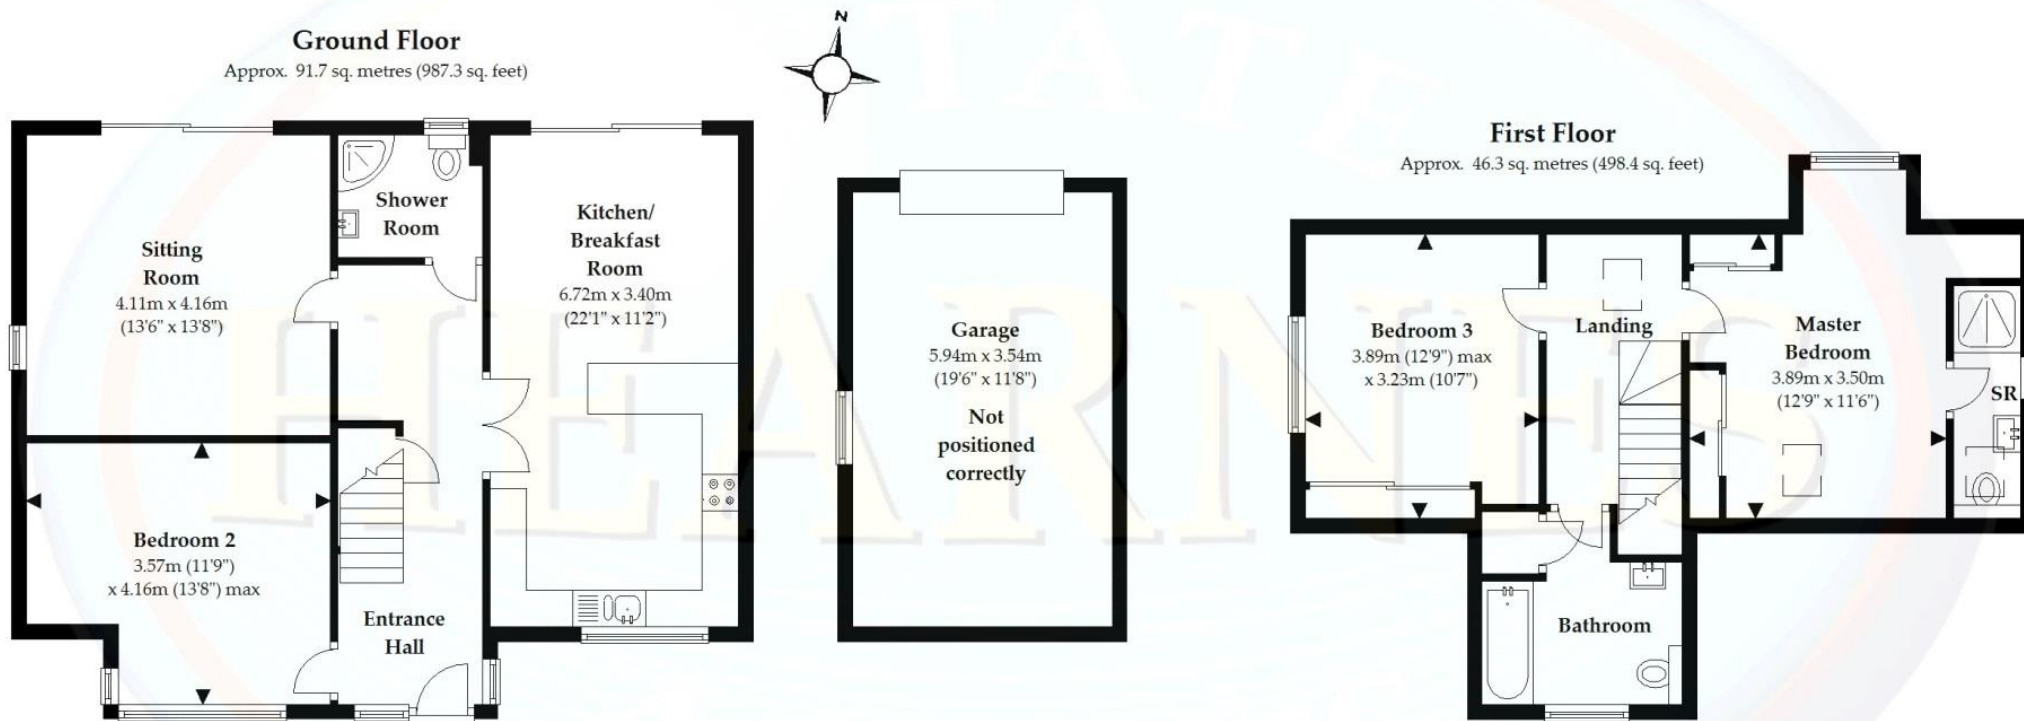 N
Ground Floor
Approx. 91.7 sq. metres (987.3 sq. feet)
Sitting
Room
4.11m x 4.16m
(13'6" x 13'8")
Shower
Room
Kitchen/
Breakfast
Room
6.72m x 3.40m
(22'1" x 11'2")
Bedroom 2
3.57m (11'9")
x 4.16m (13'8") max
Entrance
Hall
Garage
5.94m x 3.54m
(19'6" x 11'8")
Not
positioned
correctly
First Floor
Approx. 46.3 sq. metres (498.4 sq. feet)
Bedroom 3
3.89m (12'9") max
x 3.23m (10'7")
Landing
Master
Bedroom
3.89m x 3.50m
(12'9" x 11'6")
SR
Bathroom
HEARNES